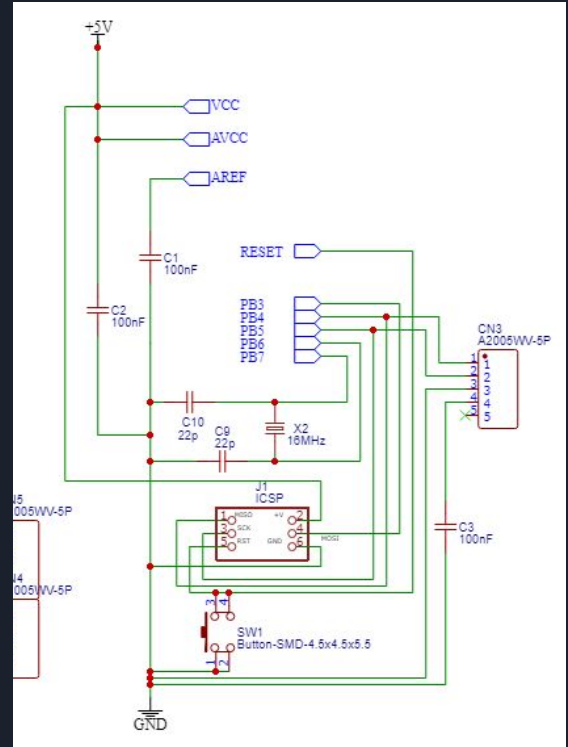 +5V
VCC
AVCC
AREF
C1
100nF
RESET
C2
100nF
PB3
PB4
PB5
PB6
PB7
CN3
A2005WV-5P
1 1
2 2
3 3
4 4
5 5
C10
22p
C9
22p
X2
16MHz
J1
ICSP
1 MISO +V 2
3 SCK 4 MOSI
5 RST GND 6
N5
005WV-5P
C3
100nF
N4
005WV-5P
3 4
SW1
Button-SMD-4.5x4.5x5.5
1 2
GND